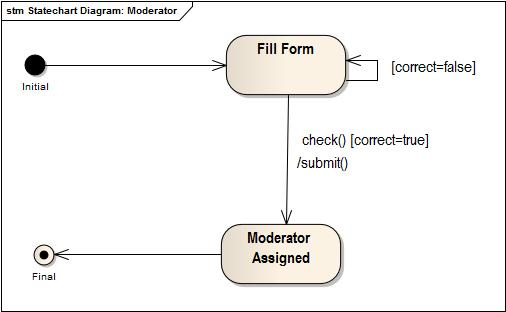 stm Statechart Diagram: Moderator
Fill Form
[correct=false]
Initial
check() [correct=true]
/submit()
Moderator
Assigned
Final